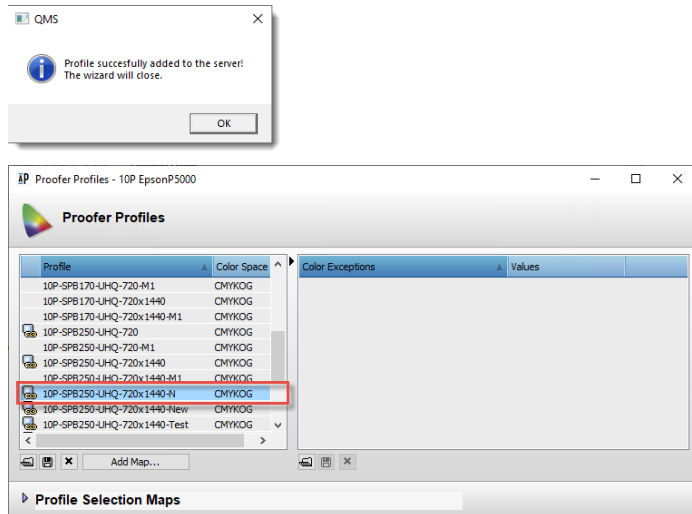 QMS
Profile succesfully added to the server!
The wizard will close.
OK
Proofer Profiles - 10P EpsonP5000
Proofer Profiles
Profile Color Space
10P-SPB170-UHQ-720-M1 CMYKOG
10P-SPB170-UHQ-720x1440 CMYKOG
10P-SPB170-UHQ-720x1440-M1 CMYKOG
10P-SPB250-UHQ-720 CMYKOG
10P-SPB250-UHQ-720-M1 CMYKOG
10P-SPB250-UHQ-720x1440 CMYKOG
10P-SPB250-UHQ-720x1440-M1 CMYKOG
10P-SPB250-UHQ-720x1440-N CMYKOG
10P-SPB250-UHQ-720x1440-New CMYKOG
10P-SPB250-UHQ-720x1440-Test CMYKOG
Add Map...
Color Exceptions Values
Profile Selection Maps